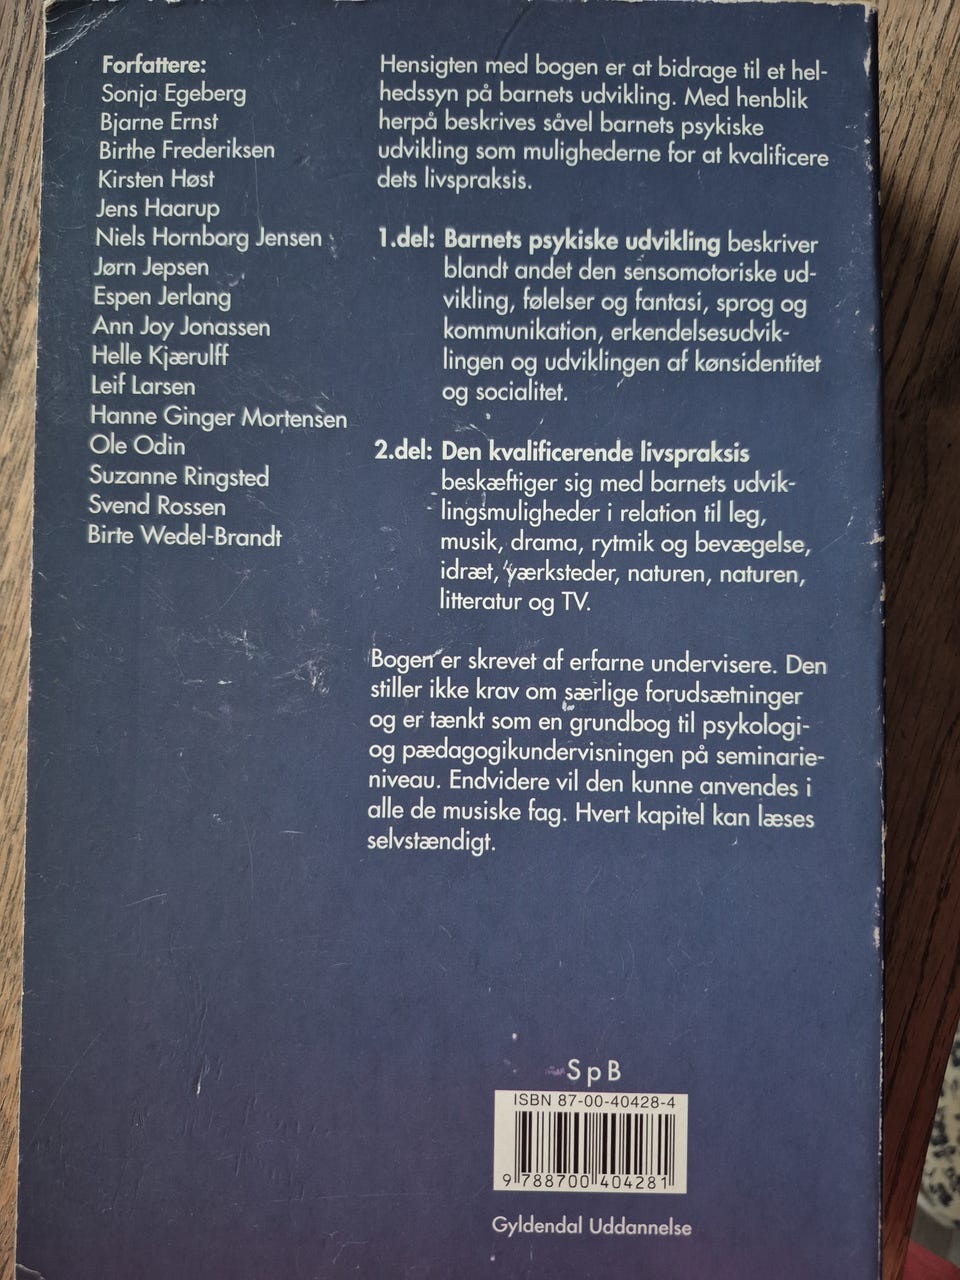 Forfattere:
Sonja Egeberg
Bjarne Ernst
Birthe Frederiksen
Kirsten Høst
Jens Haarup
Niels Hornborg Jensen
Jørn Jepsen
Espen Jerlang
Ann Joy Jonassen
Helle Kjærulff
Leif Larsen
Hanne Ginger Mortensen
Ole Odin
Suzanne Ringsted
Svend Rossen
Birte Wedel-Brandt
Hensigten med bogen er at bidrage til et hel-
hedssyn på barnets udvikling. Med henblik
herpå beskrives såvel barnets psykiske
udvikling som mulighederne for at kvalificere
dets livspraksis.
1.del: Barnets psykiske udvikling beskriver
blandt andet den sensomotoriske ud-
vikling, følelser og fantasi, sprog og
kommunikation, erkendelsesudvik-
lingen og udviklingen af kønsidentitet
og socialitet.
2.del: Den kvalificerende livspraksis
beskæftiger sig med barnets udvik-
lingsmuligheder i relation til leg,
musik, drama, rytmik og bevægelse,
idræt, værksteder, naturen, naturen,
litteratur og TV.
Bogen er skrevet af erfarne undervisere. Den
stiller ikke krav om særlige forudsætninger
og er tænkt som en grundbog til psykologi-
og pædagogikundervisningen på seminarie-
niveau. Endvidere vil den kunne anvendes i
alle de musiske fag. Hvert kapitel kan læses
selvstændigt.
SpB
ISBN 87-00-40428-4
9 788700 404281
Gyldendal Uddannelse